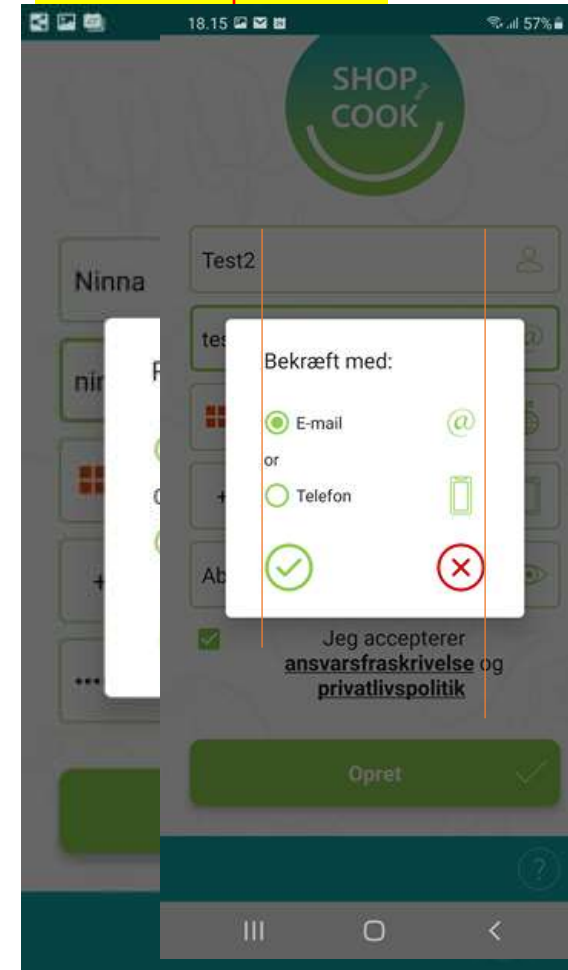 18.15
57%
SHOP
COOK
Ninna
Test2
tes
Bekræft med:
nin
E-mail
@
or
Telefon
+
+
Ab
Jeg accepterer
ansvarsfraskrivelse og
privatlivspolitik
•••
Opret
?